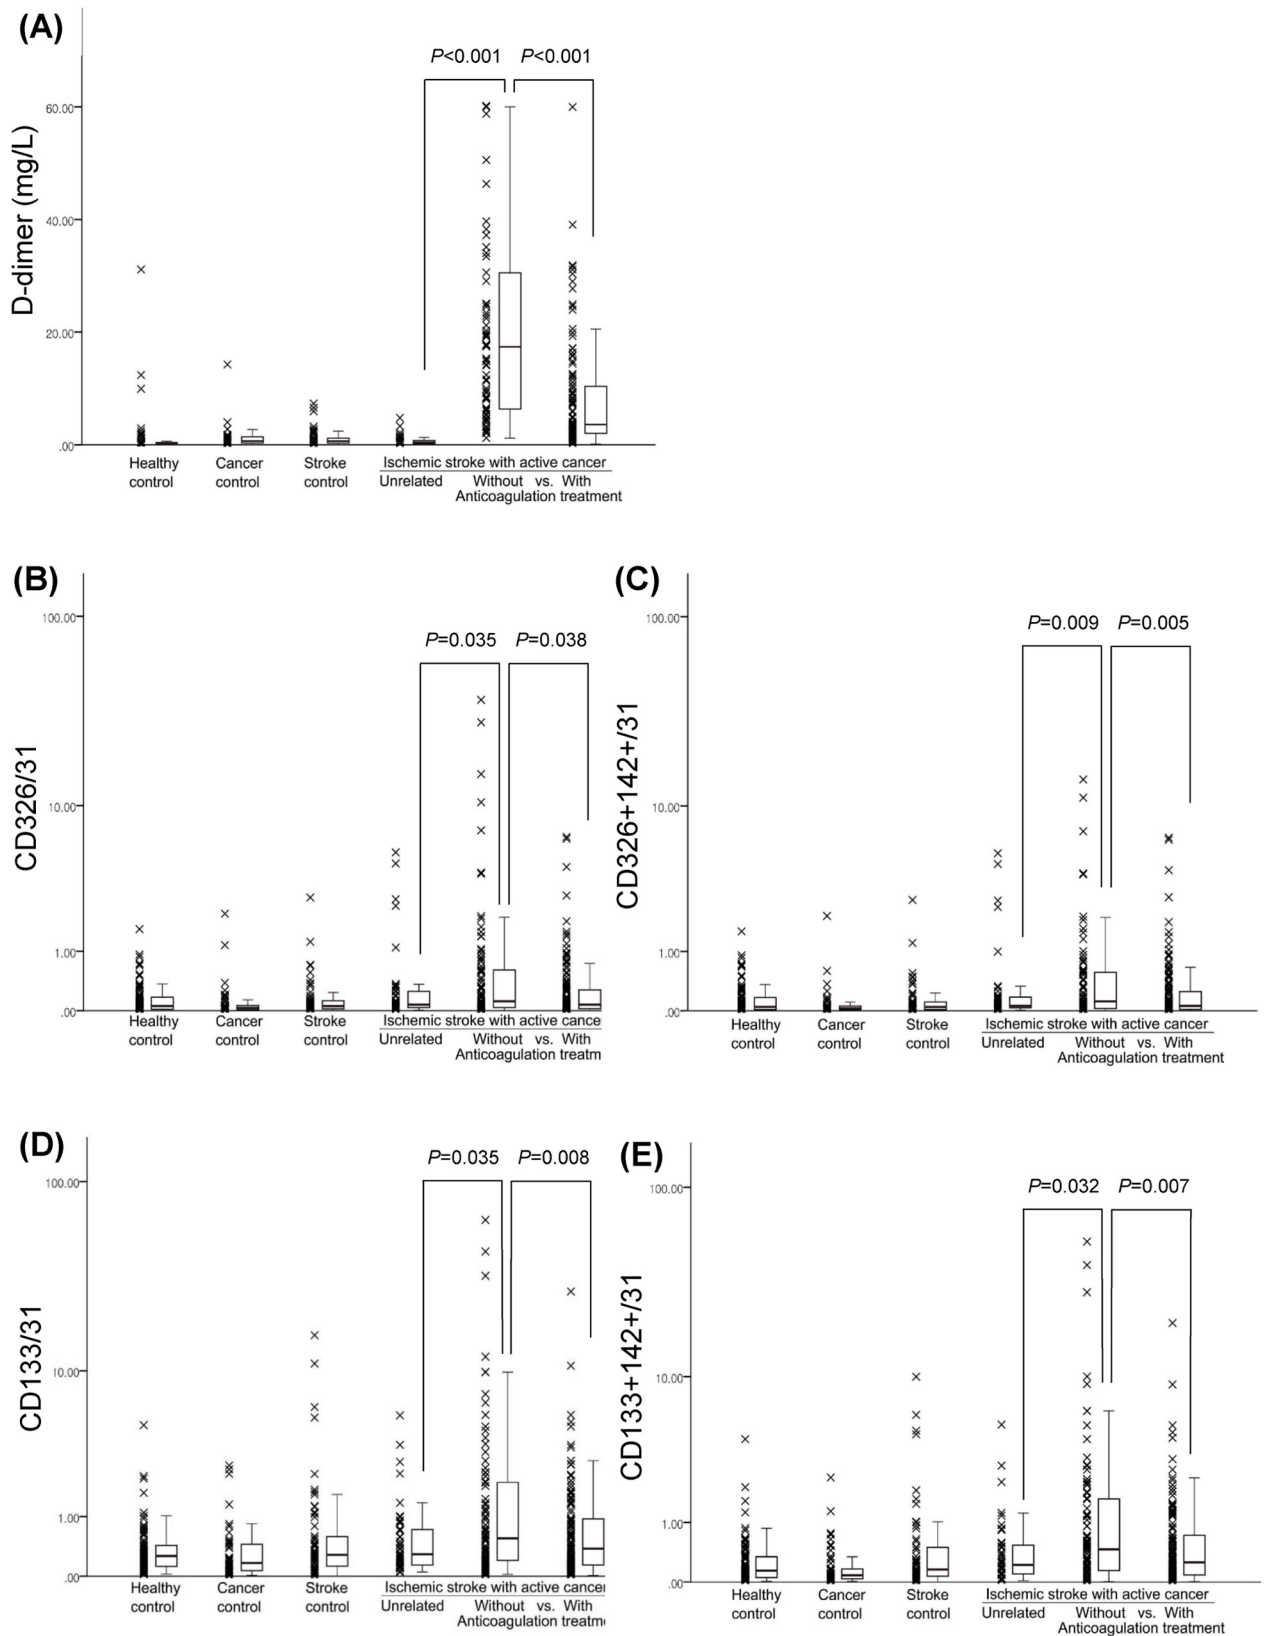 (A)
P<0.001 P<0.001
D-dimer (mg/L)
60.00
40.00
20.00
.00
Healthy control
Cancer control
Stroke control
Ischemic stroke with active cancer
Unrelated Without vs. With
Anticoagulation treatment
(B)
P=0.035 P=0.038
CD326/31
100.00
10.00
1.00
.00
Healthy control
Cancer control
Stroke control
Ischemic stroke with active cance
Unrelated Without vs. With
Anticoagulation treatm
(C)
P=0.009 P=0.005
CD326+142+/31
100.00
10.00
1.00
.00
Healthy control
Cancer control
Stroke control
Ischemic stroke with active cancer
Unrelated Without vs. With
Anticoagulation treatment
(D)
P=0.035 P=0.008
CD133/31
100.00
10.00
1.00
.00
Healthy control
Cancer control
Stroke control
Ischemic stroke with active cancer
Unrelated Without vs. With
Anticoagulation treatm
(E)
P=0.032 P=0.007
CD133+142+/31
100.00
10.00
1.00
.00
Healthy control
Cancer control
Stroke control
Ischemic stroke with active cancer
Unrelated Without vs. With
Anticoagulation treatment